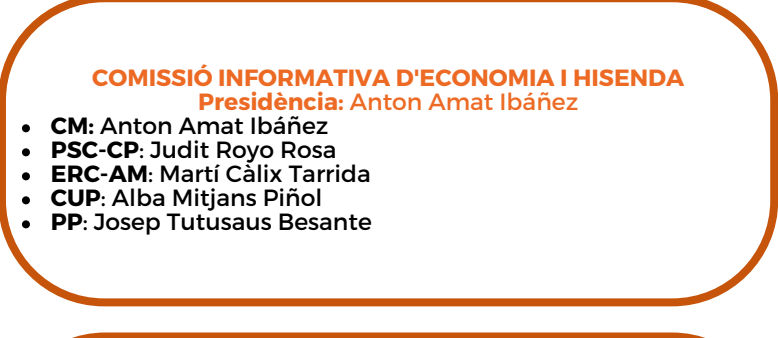 COMISSIÓ INFORMATIVA D'ECONOMIA I HISENDA
Presidència: Anton Amat Ibáñez
• CM: Anton Amat Ibáñez
• PSC-CP: Judit Royo Rosa
• ERC-AM: Martí Càlix Tarrida
• CUP: Alba Mitjans Piñol
• PP: Josep Tutusaus Besante